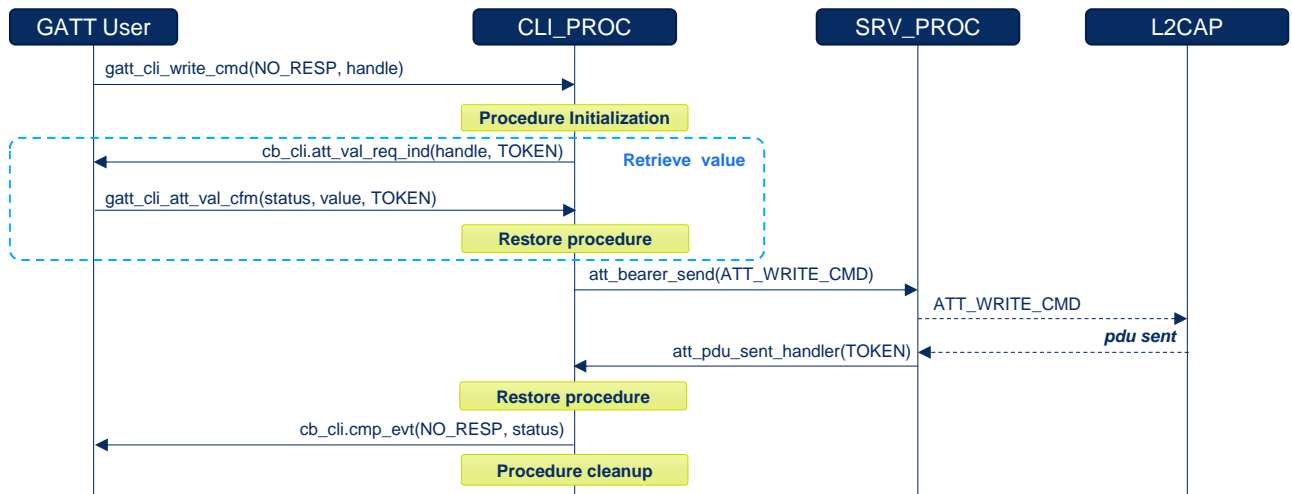 GATT User CLI_PROC SRV_PROC L2CAP
gatt_cli_write_cmd(NO_RESP, handle)
Procedure Initialization
cb_cli.att_val_req_ind(handle, TOKEN)
Retrieve value
gatt_cli_att_val_cfm(status, value, TOKEN)
Restore procedure
att_bearer_send(ATT_WRITE_CMD)
ATT_WRITE_CMD
pdu sent
att_pdu_sent_handler(TOKEN)
Restore procedure
cb_cli.cmp_evt(NO_RESP, status)
Procedure cleanup